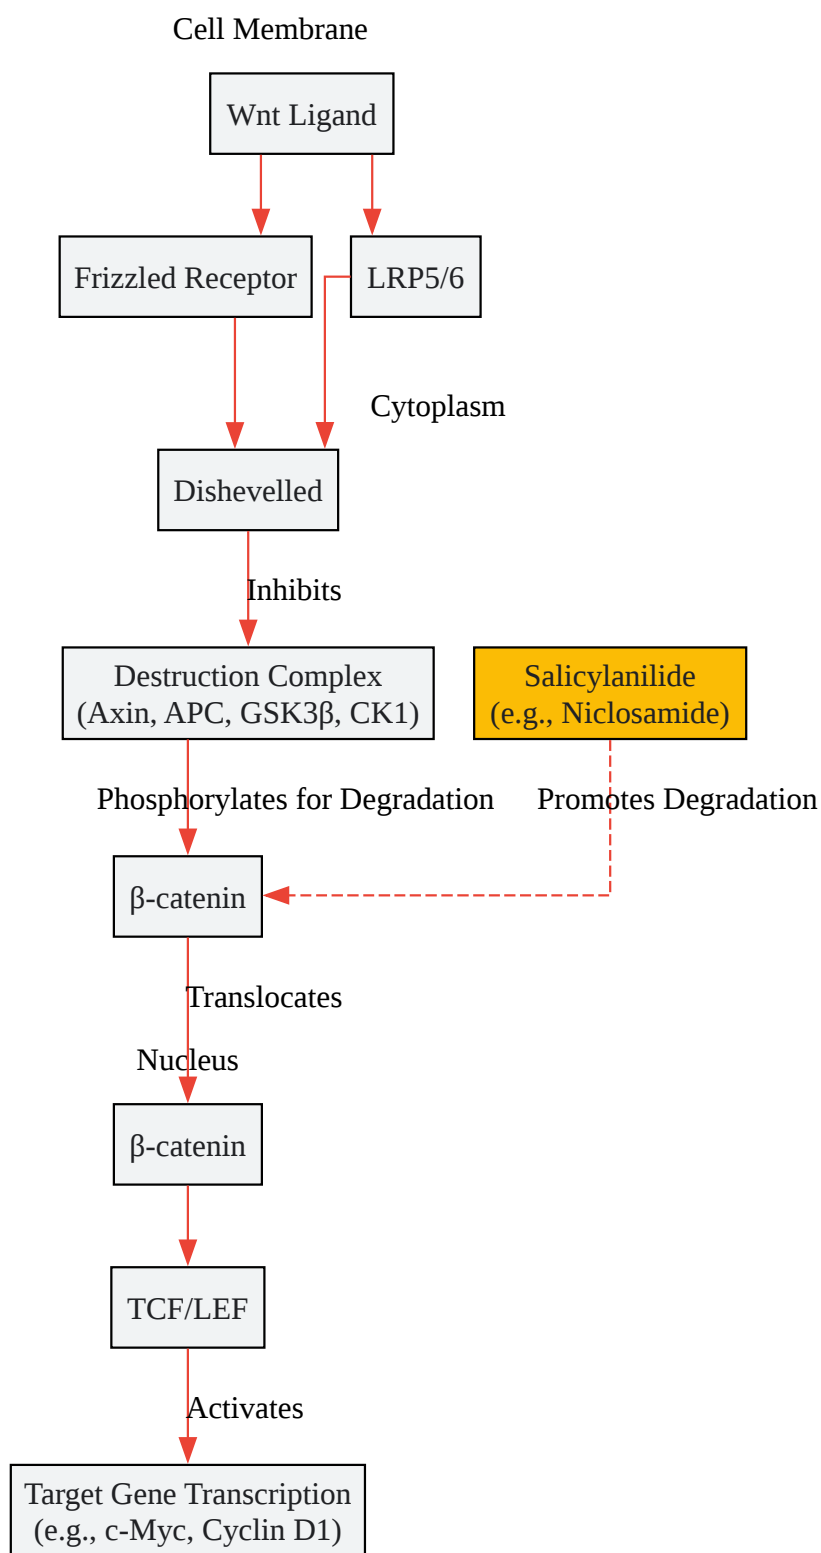 Cell Membrane
Wnt Ligand
Frizzled Receptor
LRP5/6
Cytoplasm
Dishevelled
Inhibits
Destruction Complex
(Axin, APC, GSK3β, CK1)
Salicylanilide
(e.g., Niclosamide)
Phosphorylates for Degradation
Promotes Degradation
β-catenin
Translocates
Nucleus
β-catenin
TCF/LEF
Activates
Target Gene Transcription
(e.g., c-Myc, Cyclin D1)